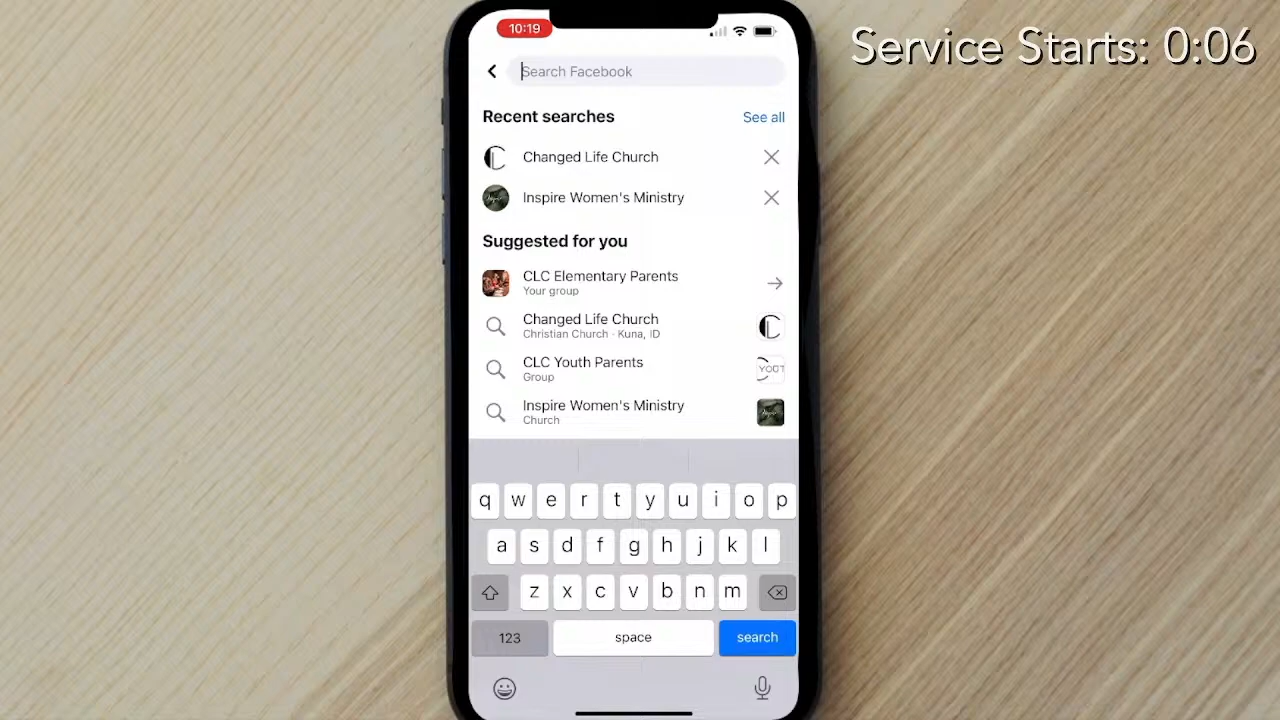 Service Starts: 0:06
10:19
Search Facebook
Recent searches
See all
Changed Life Church
Inspire Women's Ministry
Suggested for you
CLC Elementary Parents
Your group
Changed Life Church
Christian Church · Kuna, ID
CLC Youth Parents
Group
Inspire Women's Ministry
Church
q w e r t y u i o p
a s d f g h j k l
z x c v b n m
123 space search